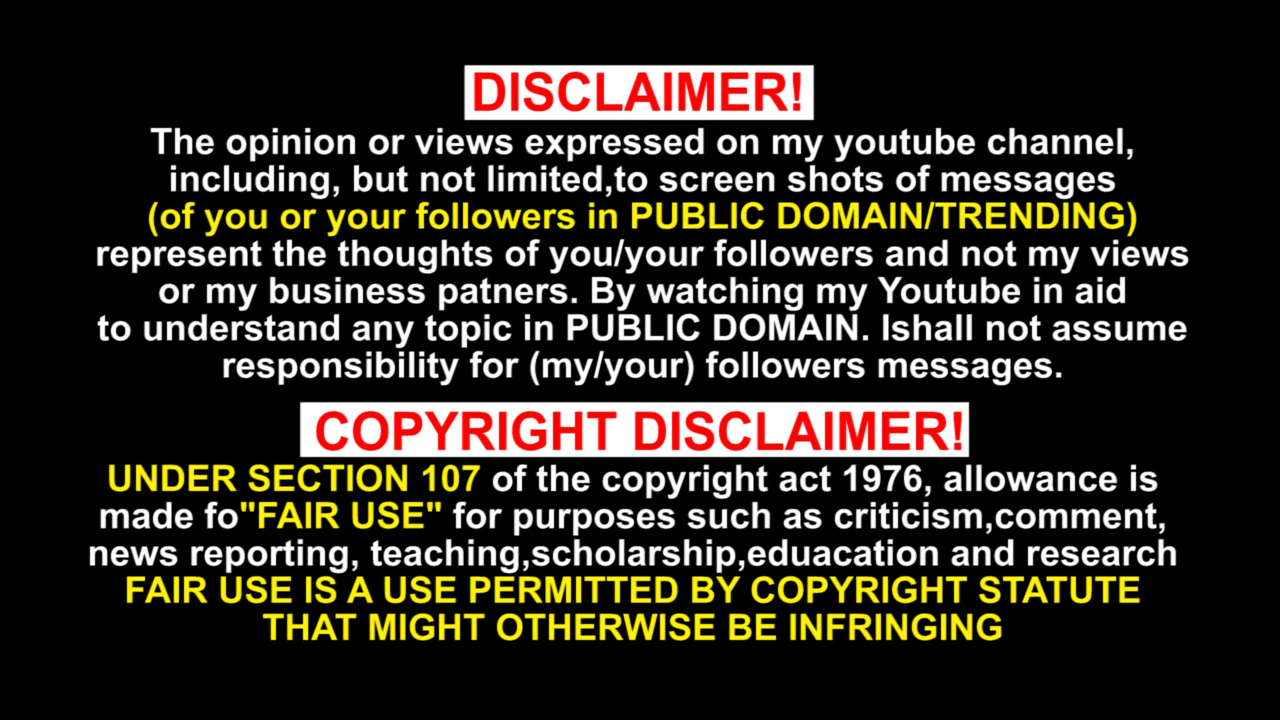 DISCLAIMER!
The opinion or views expressed on my youtube channel,
including, but not limited,to screen shots of messages
(of you or your followers in PUBLIC DOMAIN/TRENDING)
represent the thoughts of you/your followers and not my views
or my business patners. By watching my Youtube in aid
to understand any topic in PUBLIC DOMAIN. Ishall not assume
responsibility for (my/your) followers messages.
COPYRIGHT DISCLAIMER!
UNDER SECTION 107 of the copyright act 1976, allowance is
made fo"FAIR USE" for purposes such as criticism,comment,
news reporting, teaching,scholarship,eduacation and research
FAIR USE IS A USE PERMITTED BY COPYRIGHT STATUTE
THAT MIGHT OTHERWISE BE INFRINGING